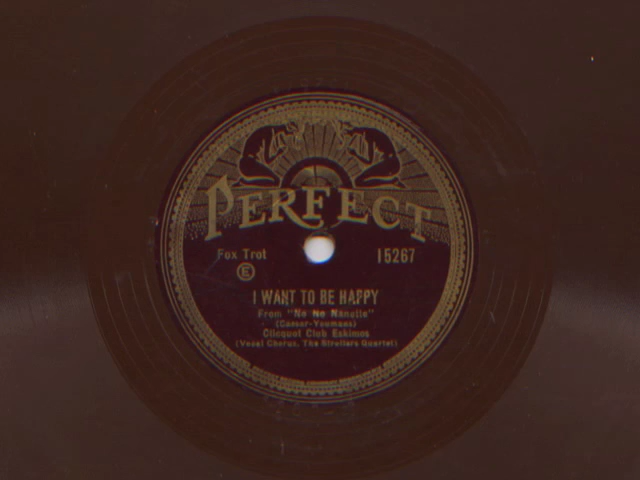 PERFECT
Fox Trot 15267
E
I WANT TO BE HAPPY
From "No No Nanette"
(Caesar-Youmans)
Clicquot Club Eskimos
(Vocal Chorus, The Strollers Quartet)